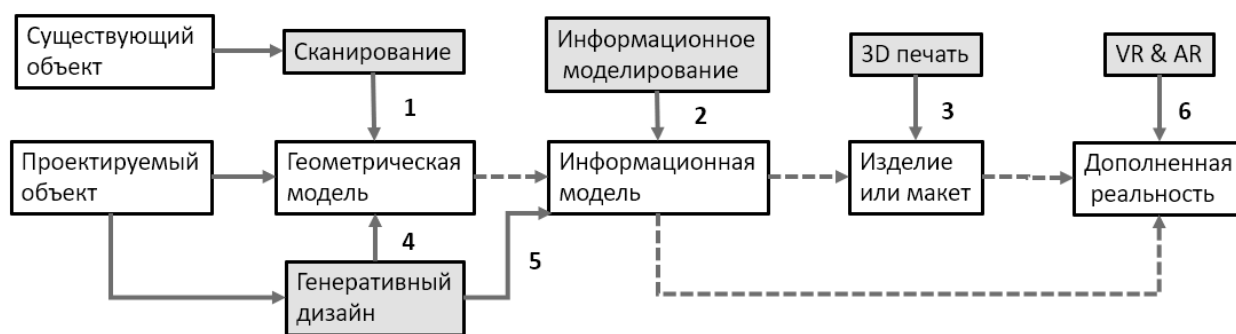 Существующий
объект
Сканирование
Информационное
моделирование
3D печать
VR & AR
1
2
3
6
Проектируемый
объект
Геометрическая
модель
Информационная
модель
Изделие
или макет
Дополненная
реальность
4
5
Генеративный
дизайн